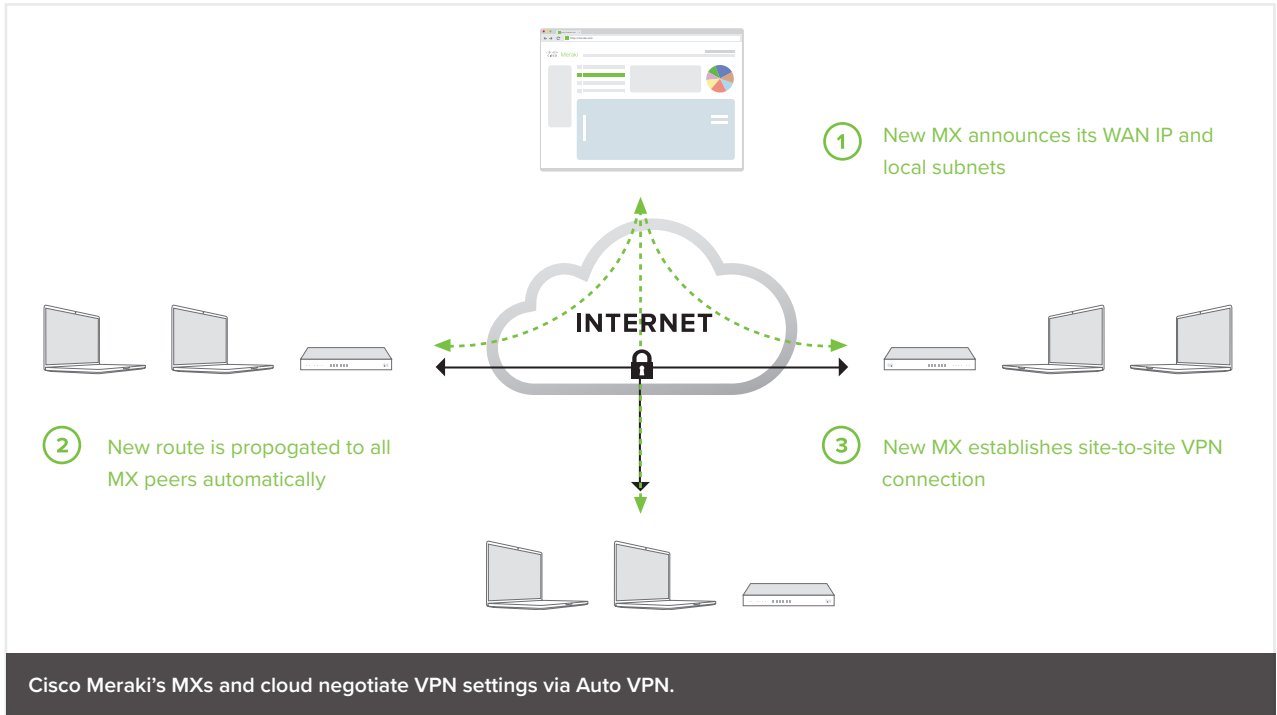 Meraki
1
New MX announces its WAN IP and
local subnets
INTERNET
2
New route is propogated to all
MX peers automatically
3
New MX establishes site-to-site VPN
connection
Cisco Meraki's MXs and cloud negotiate VPN settings via Auto VPN.